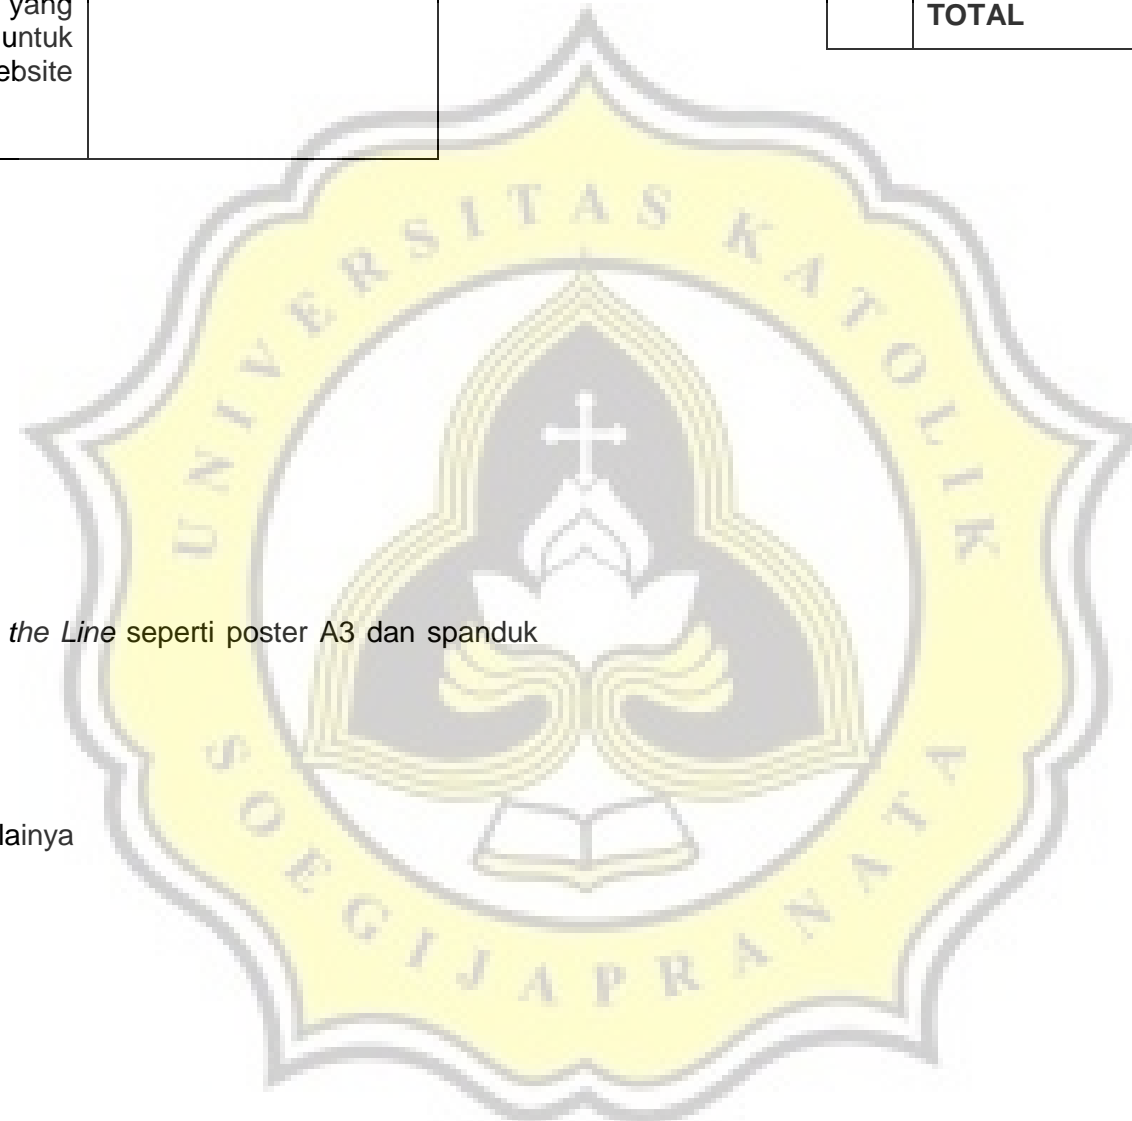 yang
untuk
ebsite
TOTAL
UNIVERSITAS KATOLIK
the Line seperti poster A3 dan spanduk
lainya
SOEGIJAPRANATA